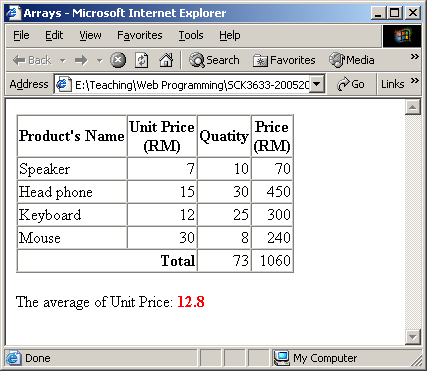 Arrays - Microsoft Internet Explorer
File Edit View Favorites Tools Help »
Back Search Favorites Media »
Address E:\Teaching\Web Programming\SCK3633-200520 Go Links »
Product's Name Unit Price (RM) Quatity Price (RM)
Speaker 7 10 70
Head phone 15 30 450
Keyboard 12 25 300
Mouse 30 8 240
Total 73 1060
The average of Unit Price: 12.8
Done My Computer